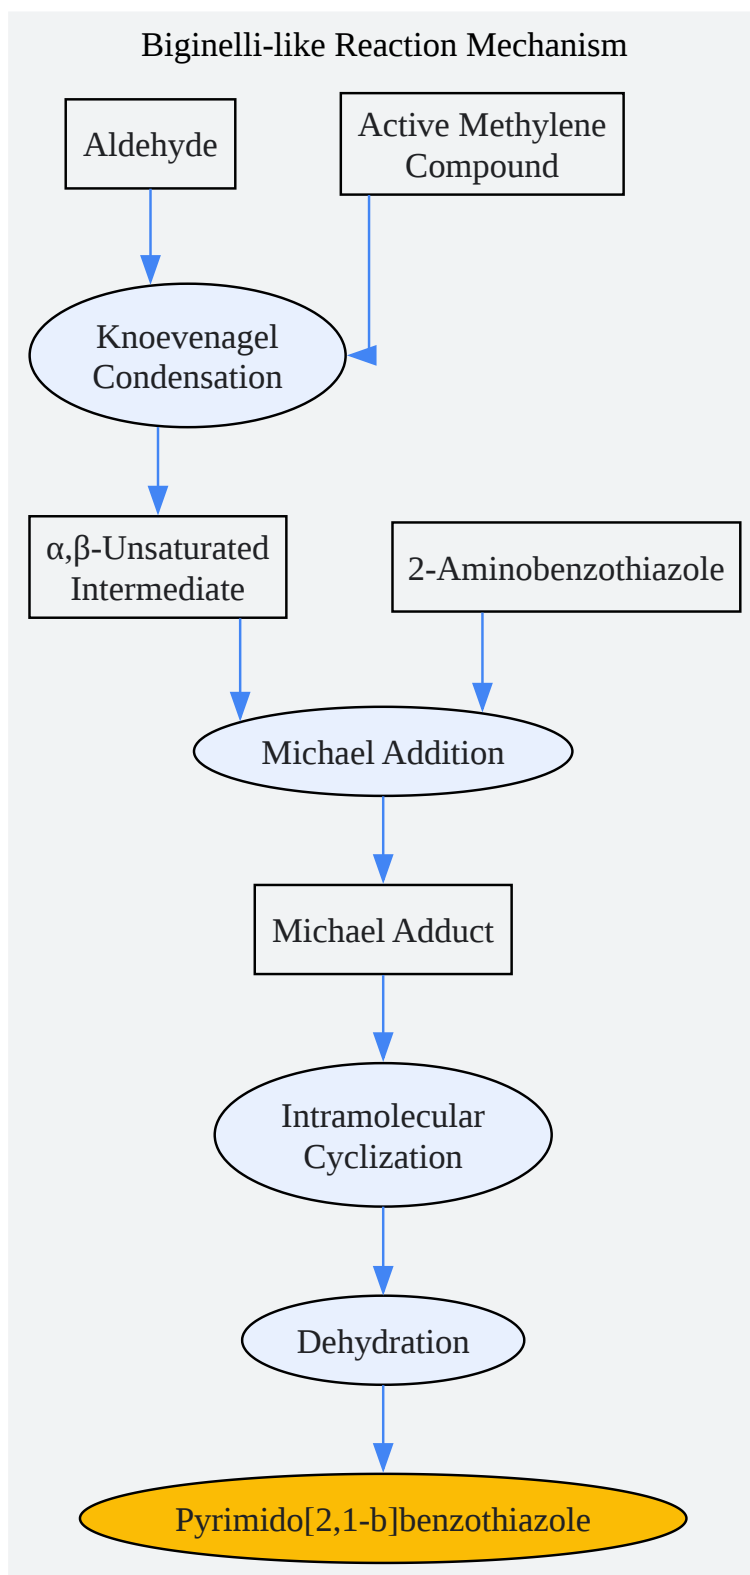 Biginelli-like Reaction Mechanism
Aldehyde
Active Methylene
Compound
Knoevenagel
Condensation
α,β-Unsaturated
Intermediate
2-Aminobenzothiazole
Michael Addition
Michael Adduct
Intramolecular
Cyclization
Dehydration
Pyrimido[2,1-b]benzothiazole